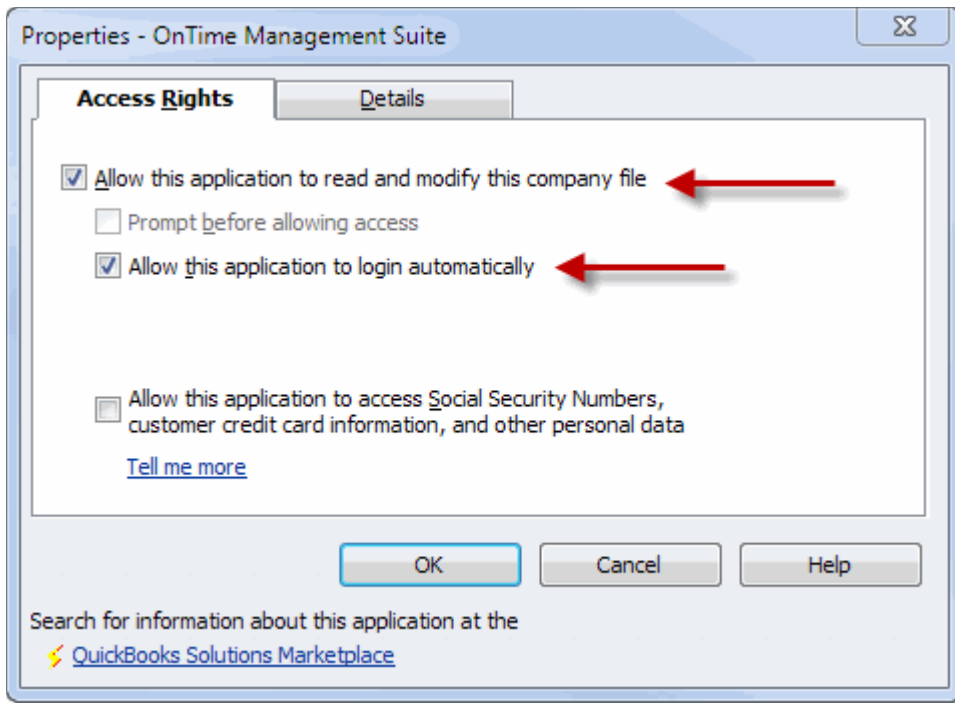 Properties - OnTime Management Suite
Access Rights
Details
Allow this application to read and modify this company file
Prompt before allowing access
Allow this application to login automatically
Allow this application to access Social Security Numbers,
customer credit card information, and other personal data
Tell me more
OK
Cancel
Help
Search for information about this application at the
QuickBooks Solutions Marketplace